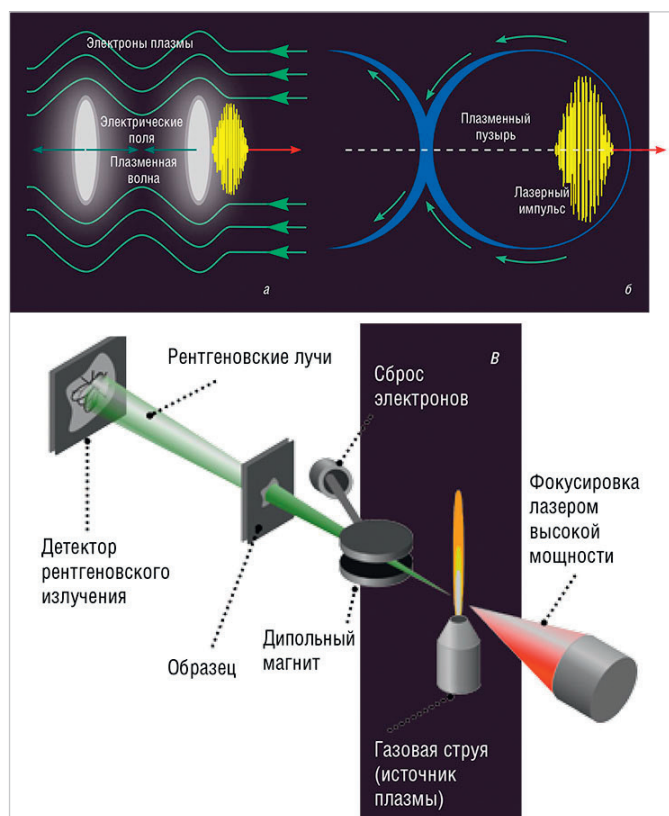 Электроны плазмы
Электрические
поля
Плазменная
волна
а
Плазменный
пузырь
Лазерный
импульс
б
Рентгеновские лучи
Сброс
электронов
в
Фокусировка
лазером
высокой
мощности
Детектор
рентгеновского
излучения
Образец
Дипольный
магнит
Газовая струя
(источник
плазмы)